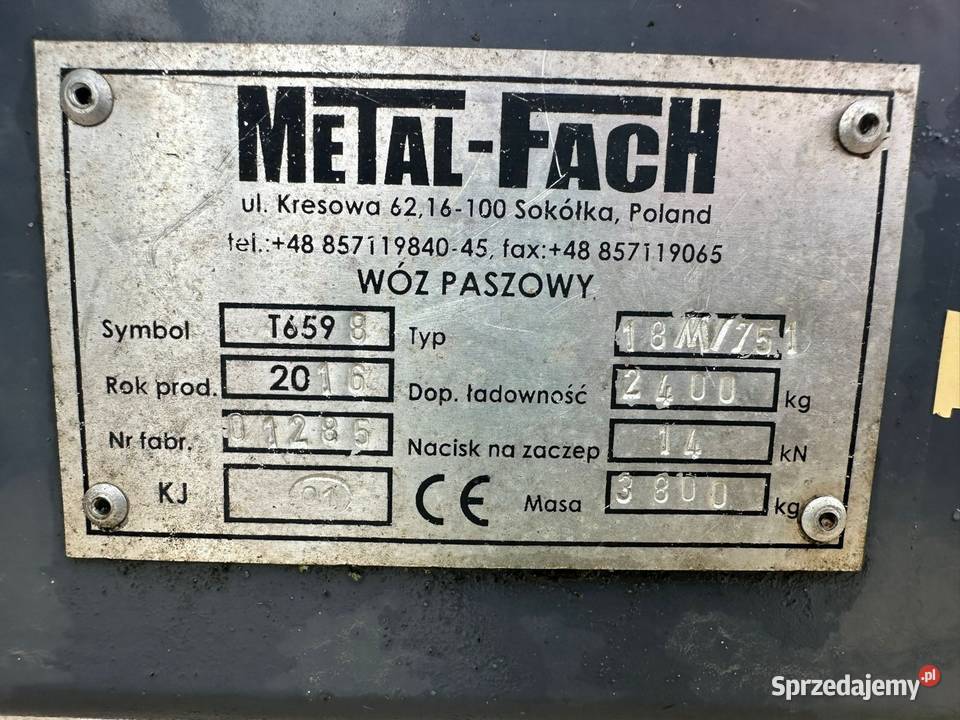 METAL-FACH
ul. Kresowa 62,16-100 Sokółka, Poland
tel.:+48 857119840-45, fax:+48 857119065
WÓZ PASZOWY
Symbol T659 8 Typ
Rok prod. 2016 Dop. ładowność 2400 kg
Nr fabr. 01285 Nacisk na zaczep 14 kN
KJ 01 CE Masa 3800 kg
Sprzedajemy.pl